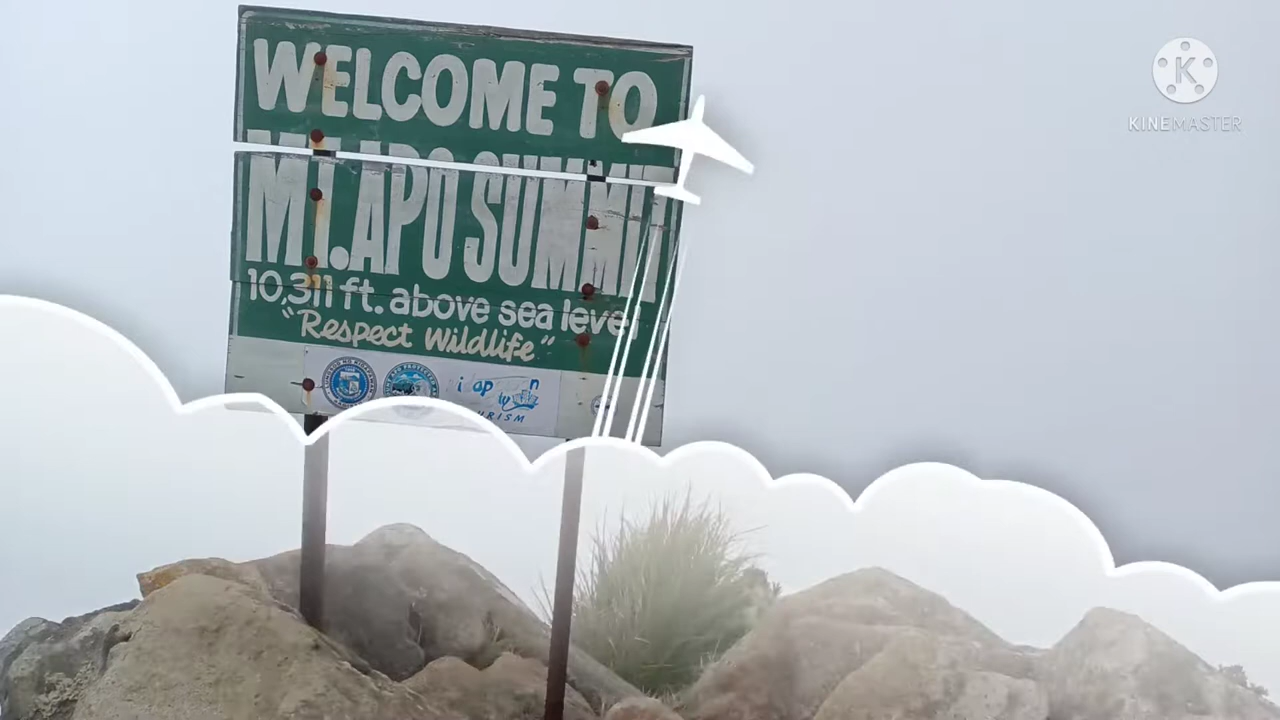 WELCOME TO
MT. APO SUMMIT
10,311 ft. above sea level
"Respect Wildlife"
KINEMASTER